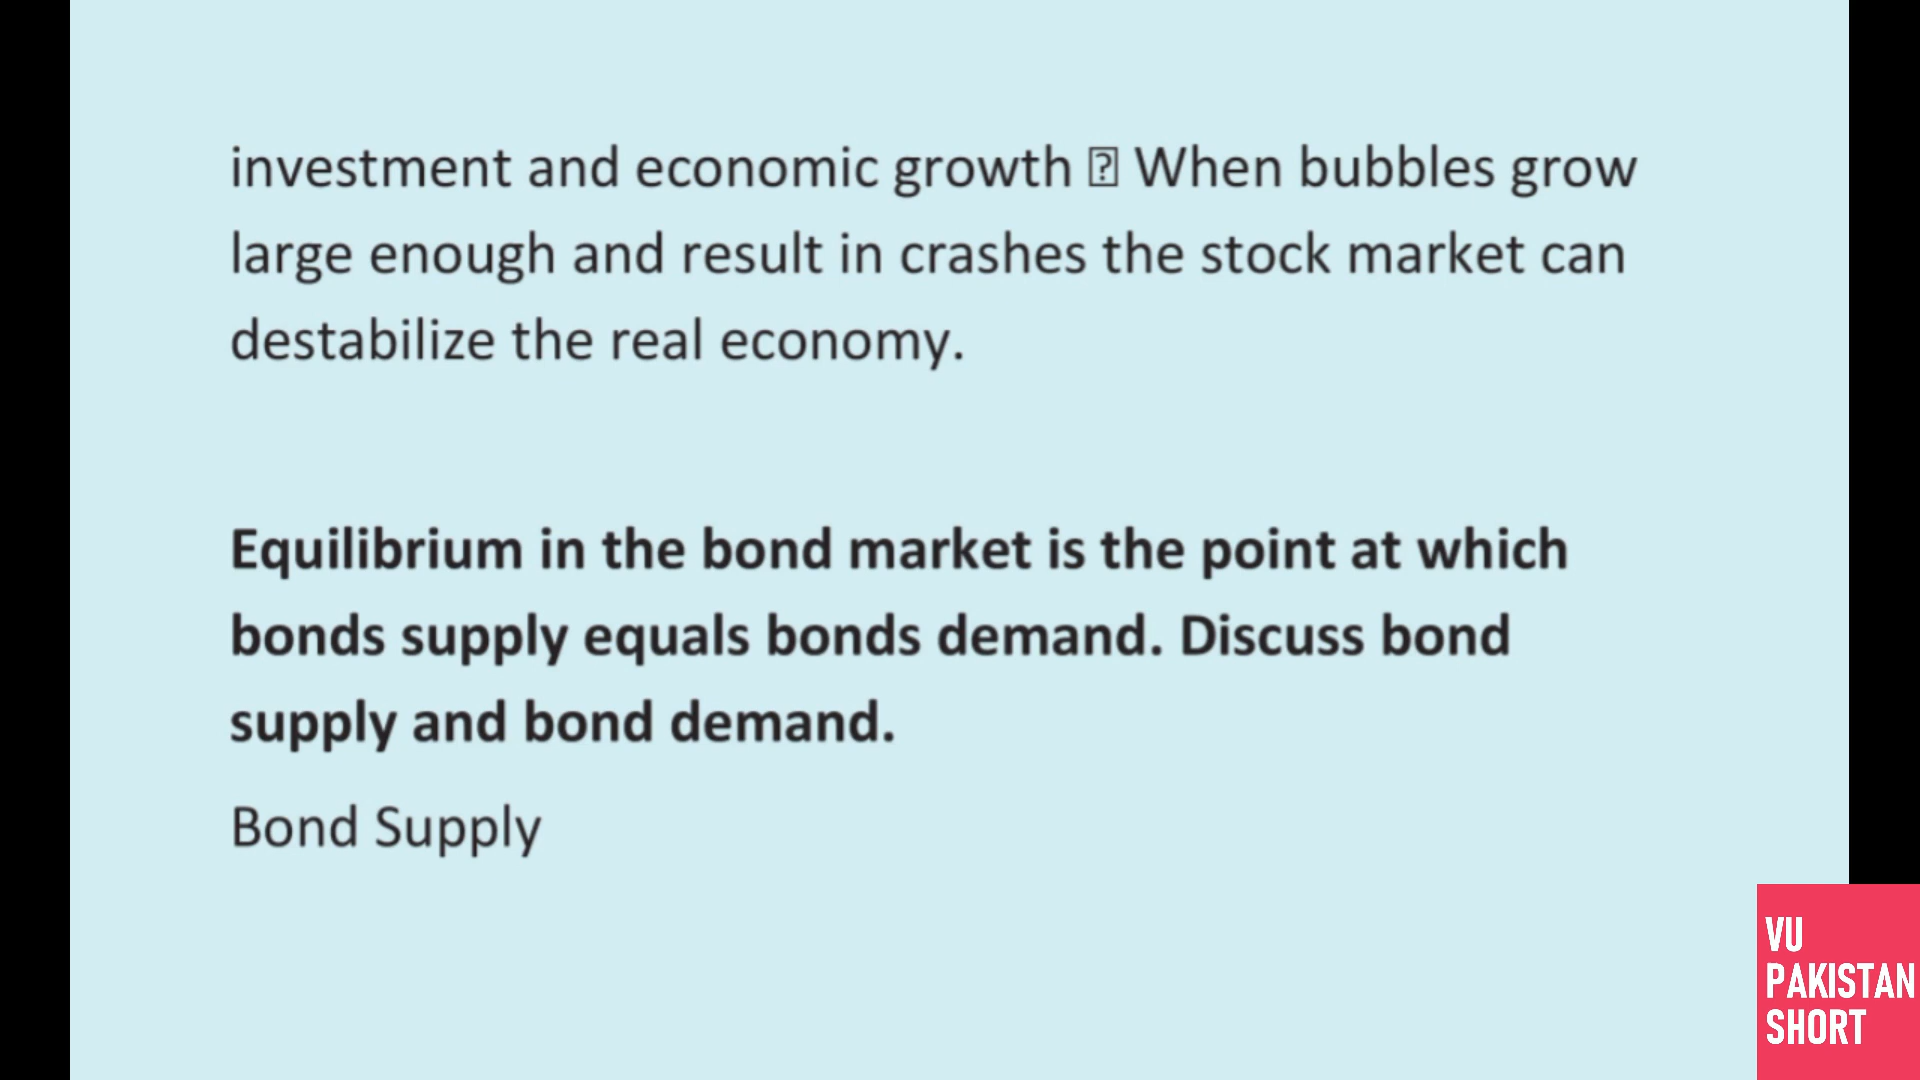 investment and economic growth ⍰ When bubbles grow
large enough and result in crashes the stock market can
destabilize the real economy.
Equilibrium in the bond market is the point at which
bonds supply equals bonds demand. Discuss bond
supply and bond demand.
Bond Supply
VU
PAKISTAN
SHORT